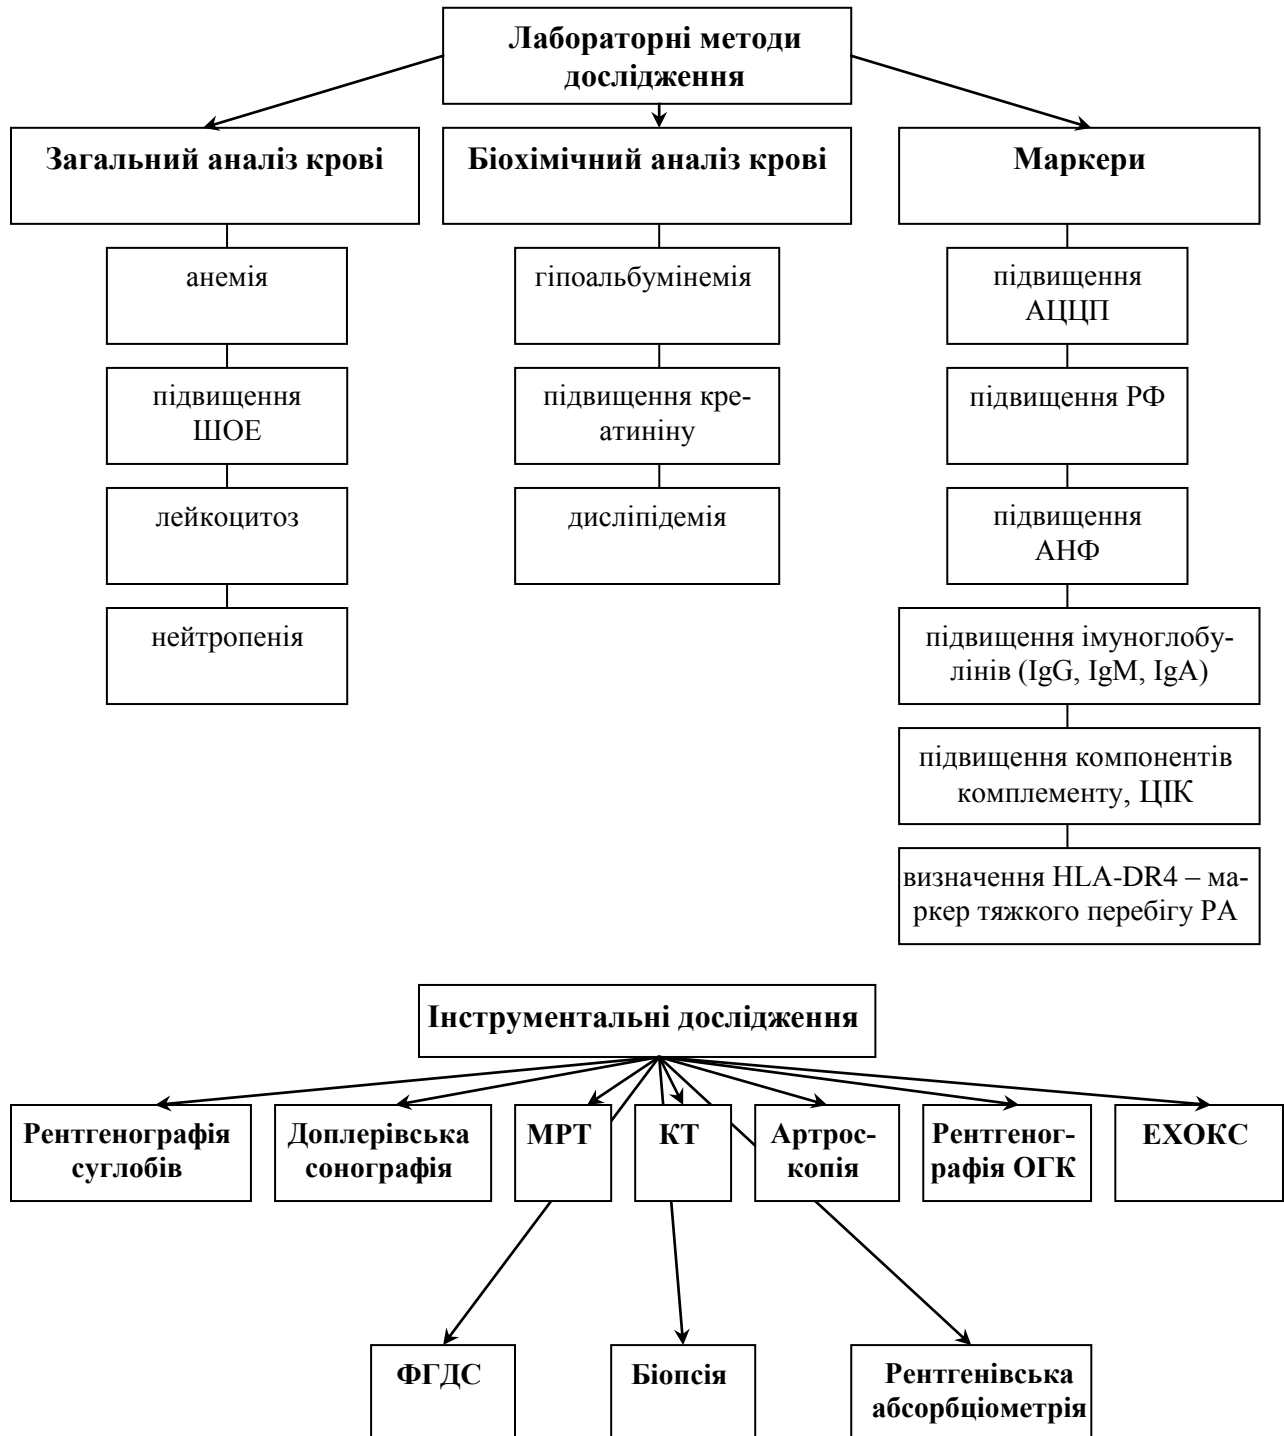 Лабораторні методи
дослідження
Загальний аналіз крові
Біохімічний аналіз крові
Маркери
анемія
гіпоальбумінемія
підвищення
АЦЦП
підвищення
ШОЕ
підвищення кре-
атиніну
підвищення РФ
лейкоцитоз
дисліпідемія
підвищення
АНФ
нейтропенія
підвищення імуноглобу-
лінів (IgG, IgM, IgA)
підвищення компонентів
комплементу, ЦІК
визначення HLA-DR4 – ма-
ркер тяжкого перебігу РА
Інструментальні дослідження
Рентгенографія
суглобів
Доплерівська
сонографія
МРТ
КТ
Артрос-
копія
Рентгеног-
рафія ОГК
ЕХОКС
ФГДС
Біопсія
Рентгенівська
абсорбціометрія